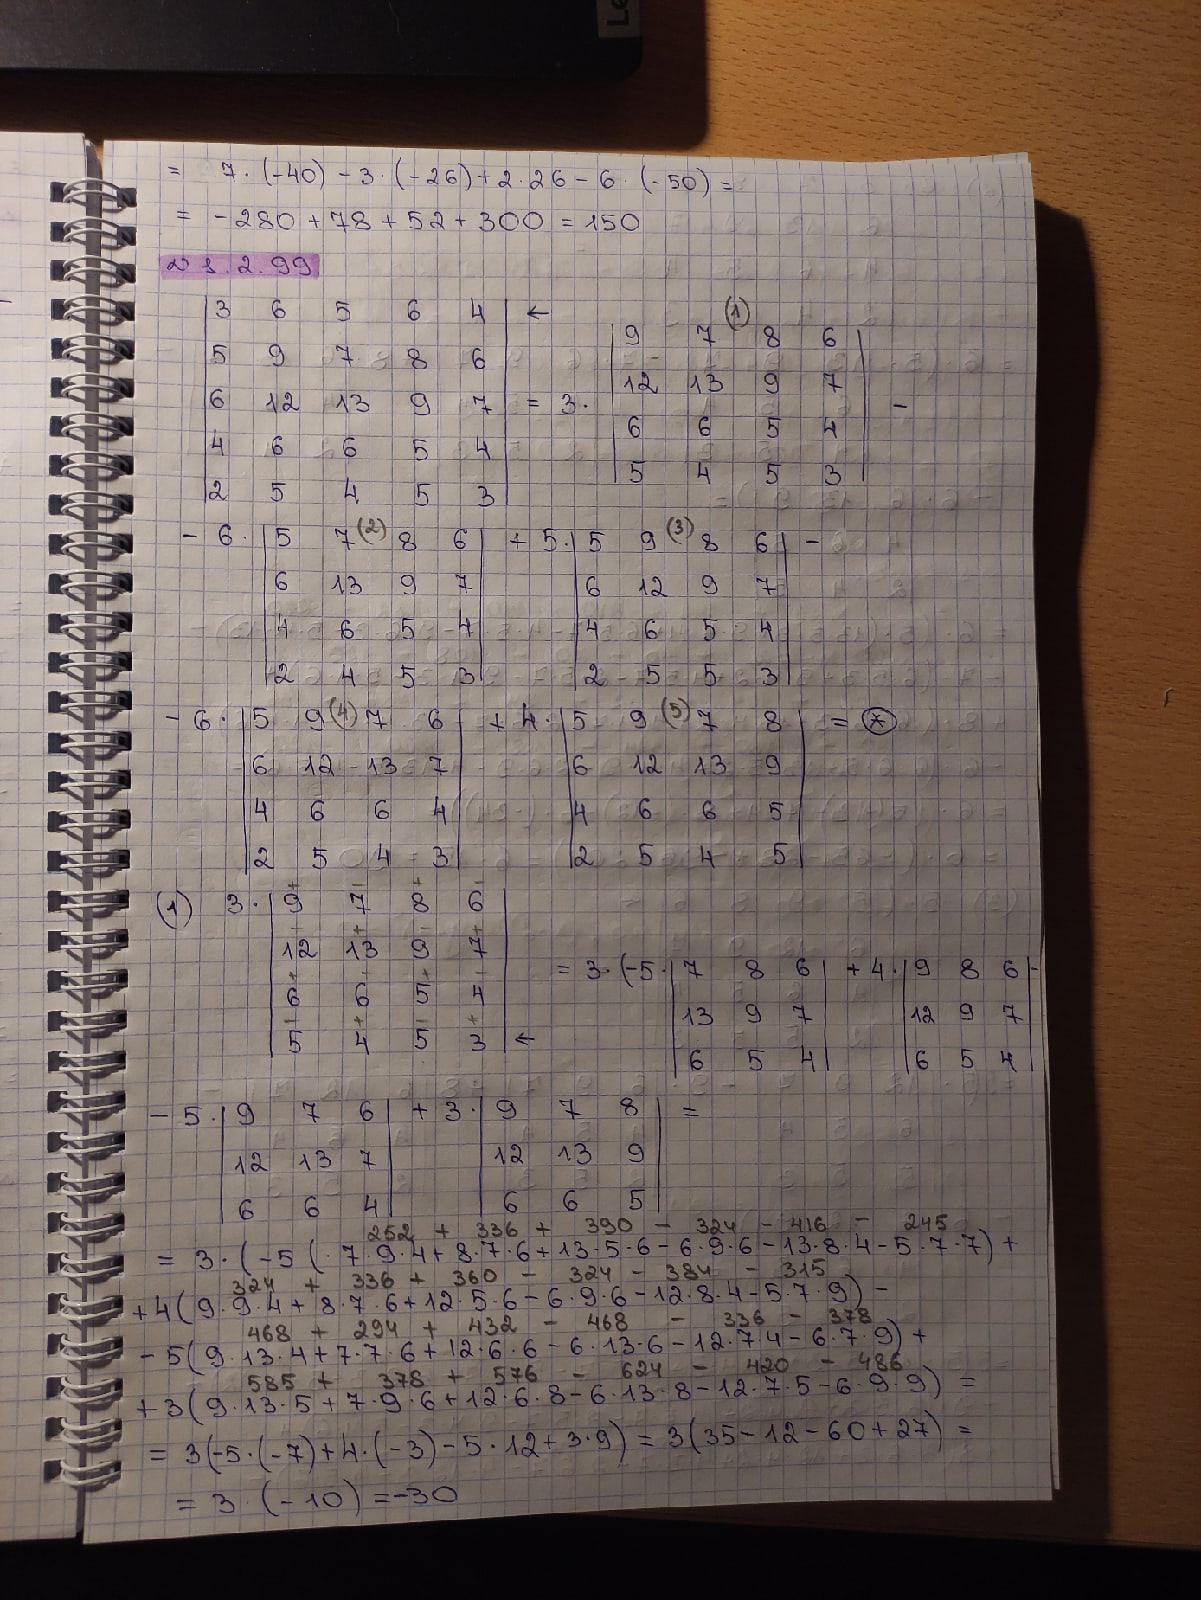 Le
= 7·(-40) - 3·(-26) + 2·26 - 6·(-50) =
= -280 + 78 + 52 + 300 = 150
№ 1.2.99
|3 6 5 6 4| ←
|5 9 7 8 6|
|6 12 13 9 7| = 3·
|4 6 6 5 4|
|2 5 4 5 3|
(1)
|9 7 8 6|
|12 13 9 7| -
|6 6 5 4|
|5 4 5 3|
- 6· |5 7 (2) 8 6| + 5· |5 9 (3) 8 6| -
|6 13 9 7| |6 12 9 7|
|4 6 5 4| |4 6 5 4|
|2 4 5 3| |2 5 5 3|
- 6· |5 9 (4) 7 6| + 4· |5 9 (5) 7 8| = (*)
|6 12 13 7| |6 12 13 9|
|4 6 6 4| |4 6 6 5|
|2 5 4 3| |2 5 4 5|
(1) 3· |9+ 7- 8+ 6-|
|12- 13+ 9- 7+|
|6+ 6- 5+ 4-|
|5- 4+ 5- 3+| ←
= 3·(-5· |7 8 6| + 4· |9 8 6| -
|13 9 7| |12 9 7|
|6 5 4| |6 5 4|
- 5· |9 7 6| + 3· |9 7 8| =
|12 13 7| |12 13 9|
|6 6 4| |6 6 5|
252 + 336 + 390 - 324 - 416 - 245
= 3·(-5(·7·9·4 + 8·7·6 + 13·5·6 - 6·9·6 - 13·8·4 - 5·7·7) +
324 + 336 + 360 - 324 - 384 - 315
+4(9·9·4 + 8·7·6 + 12·5·6 - 6·9·6 - 12·8·4 - 5·7·9) -
468 + 294 + 432 - 468 - 336 - 378
- 5(9·13·4 + 7·7·6 + 12·6·6 - 6·13·6 - 12·7·4 - 6·7·9) +
585 + 378 + 576 - 624 - 420 - 486
+ 3(9·13·5 + 7·9·6 + 12·6·8 - 6·13·8 - 12·7·5 - 6·9·9) =
= 3(-5·(-7) + 4·(-3) - 5·12 + 3·9) = 3(35 - 12 - 60 + 27) =
= 3·(-10) = -30